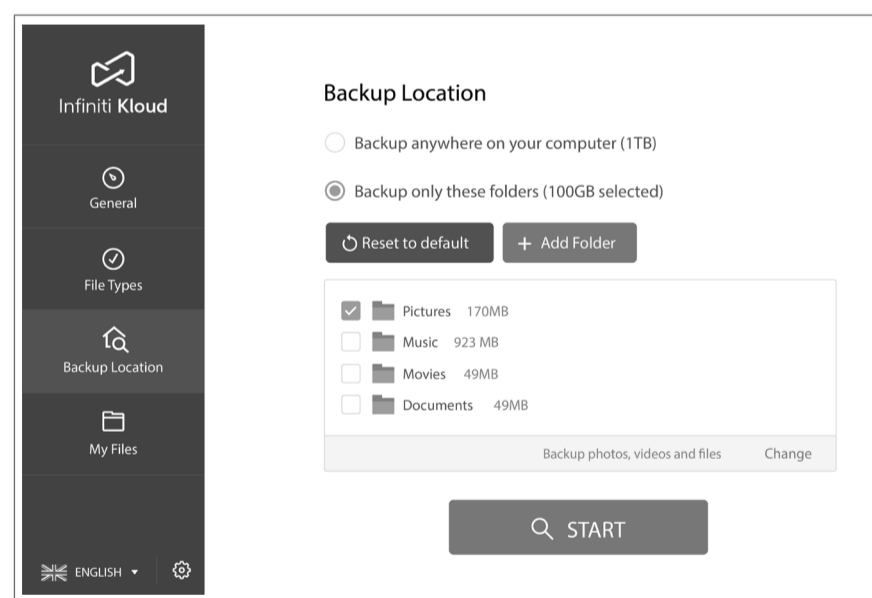 Infiniti Kloud
General
File Types
Backup Location
My Files
ENGLISH
Backup Location
Backup anywhere on your computer (1TB)
Backup only these folders (100GB selected)
Reset to default
+ Add Folder
Pictures 170MB
Music 923 MB
Movies 49MB
Documents 49MB
Backup photos, videos and files Change
START